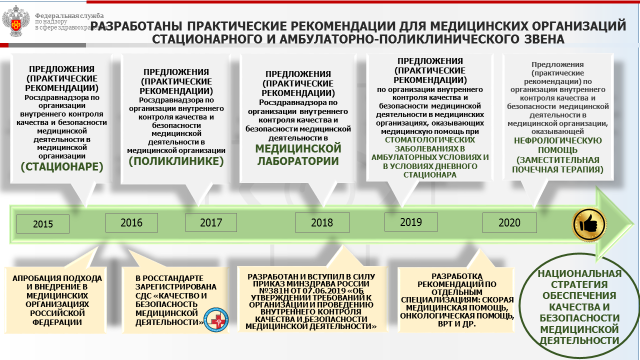 Федеральная служба
по надзору
в сфере здравоохранения
РАЗРАБОТАНЫ ПРАКТИЧЕСКИЕ РЕКОМЕНДАЦИИ ДЛЯ МЕДИЦИНСКИХ ОРГАНИЗАЦИЙ
СТАЦИОНАРНОГО И АМБУЛАТОРНО-ПОЛИКЛИНИЧЕСКОГО ЗВЕНА
ПРЕДЛОЖЕНИЯ
(ПРАКТИЧЕСКИЕ
РЕКОМЕНДАЦИИ)
Росздравнадзора по
организации
внутреннего контроля
качества и безопасности
медицинской
деятельности в
медицинской
организации
(СТАЦИОНАРЕ)
ПРЕДЛОЖЕНИЯ
(ПРАКТИЧЕСКИЕ
РЕКОМЕНДАЦИИ)
Росздравнадзора по
организации внутреннего
контроля качества и
безопасности
медицинской
деятельности в
медицинской организации
(ПОЛИКЛИНИКЕ)
ПРЕДЛОЖЕНИЯ
(ПРАКТИЧЕСКИЕ
РЕКОМЕНДАЦИИ)
Росздравнадзора по
организации внутреннего
контроля качества и
безопасности медицинской
деятельности в
МЕДИЦИНСКОЙ
ЛАБОРАТОРИИ
ПРЕДЛОЖЕНИЯ
(ПРАКТИЧЕСКИЕ
РЕКОМЕНДАЦИИ)
по организации внутреннего
контроля качества и
безопасности медицинской
деятельности в медицинских
организациях, оказывающих
медицинскую помощь при
СТОМАТОЛОГИЧЕСКИХ
ЗАБОЛЕВАНИЯХ В
АМБУЛАТОРНЫХ УСЛОВИЯХ И
В УСЛОВИЯХ ДНЕВНОГО
СТАЦИОНАРА
Предложения
(практические
рекомендации) по
организации внутреннего
контроля качества и
безопасности медицинской
деятельности в
медицинской организации,
оказывающей
НЕФРОЛОГИЧЕСКУЮ
ПОМОЩЬ
(ЗАМЕСТИТЕЛЬНАЯ
ПОЧЕЧНАЯ ТЕРАПИЯ)
2015
2016
2017
2018
2019
2020
АПРОБАЦИЯ ПОДХОДА
И ВНЕДРЕНИЕ В
МЕДИЦИНСКИХ
ОРГАНИЗАЦИЯХ
РОССИЙСКОЙ
ФЕДЕРАЦИИ
В РОССТАНДАРТЕ
ЗАРЕГИСТРИРОВАНА
СДС «КАЧЕСТВО И
БЕЗОПАСНОСТЬ
МЕДИЦИНСКОЙ
ДЕЯТЕЛЬНОСТИ»
РАЗРАБОТАН И ВСТУПИЛ В СИЛУ
ПРИКАЗ МИНЗДРАВА РОССИИ
№381Н ОТ 07.06.2019 «ОБ
УТВЕРЖДЕНИИ ТРЕБОВАНИЙ К
ОРГАНИЗАЦИИ И ПРОВЕДЕНИЮ
ВНУТРЕННЕГО КОНТРОЛЯ
КАЧЕСТВА И БЕЗОПАСНОСТИ
МЕДИЦИНСКОЙ ДЕЯТЕЛЬНОСТИ»
РАЗРАБОТКА
РЕКОМЕНДАЦИЙ ПО
ОТДЕЛЬНЫМ
СПЕЦИАЛИЗАЦИЯМ: СКОРАЯ
МЕДИЦИНСКАЯ ПОМОЩЬ,
ОНКОЛОГИЧЕСКАЯ ПОМОЩЬ,
ВРТ И ДР.
НАЦИОНАЛЬНАЯ
СТРАТЕГИЯ
ОБЕСПЕЧЕНИЯ
КАЧЕСТВА И
БЕЗОПАСНОСТИ
МЕДИЦИНСКОЙ
ДЕЯТЕЛЬНОСТИ